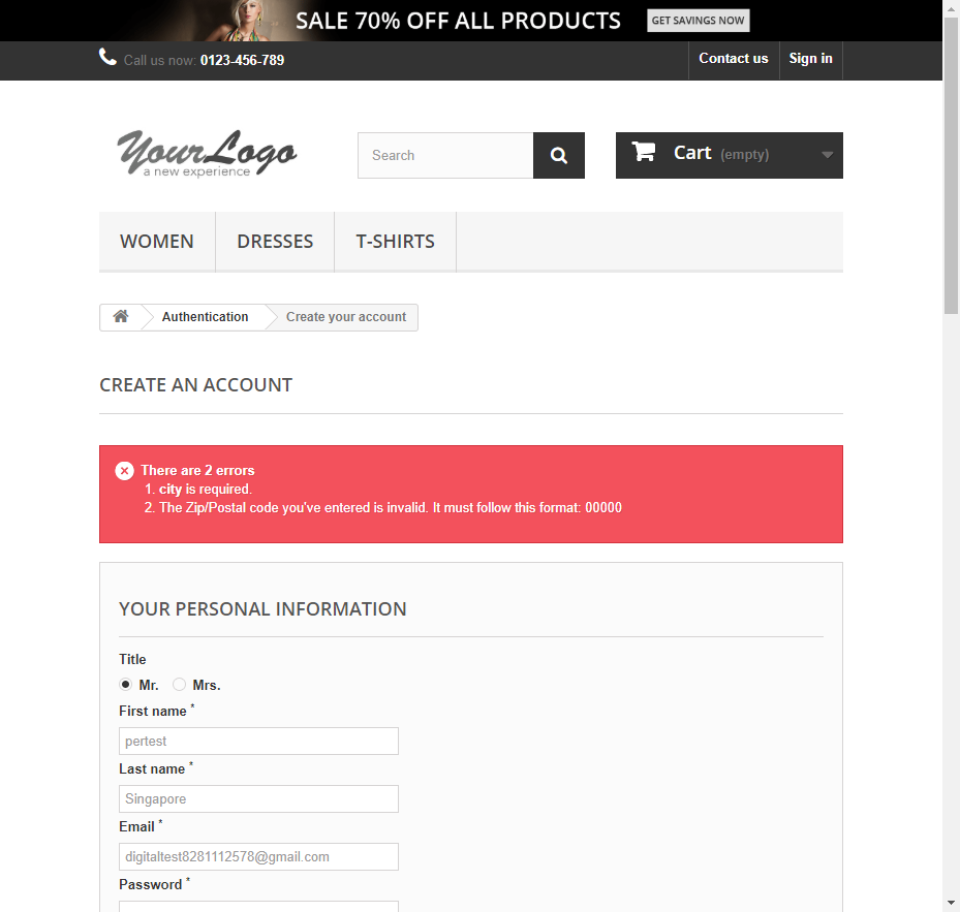 SALE 70% OFF ALL PRODUCTS GET SAVINGS NOW
Call us now: 0123-456-789 Contact us Sign in
YourLogo
a new experience
Search
Cart (empty)
WOMEN DRESSES T-SHIRTS
Authentication Create your account
CREATE AN ACCOUNT
There are 2 errors
1. city is required.
2. The Zip/Postal code you've entered is invalid. It must follow this format: 00000
YOUR PERSONAL INFORMATION
Title
Mr. Mrs.
First name *
pertest
Last name *
Singapore
Email *
digitaltest8281112578@gmail.com
Password *